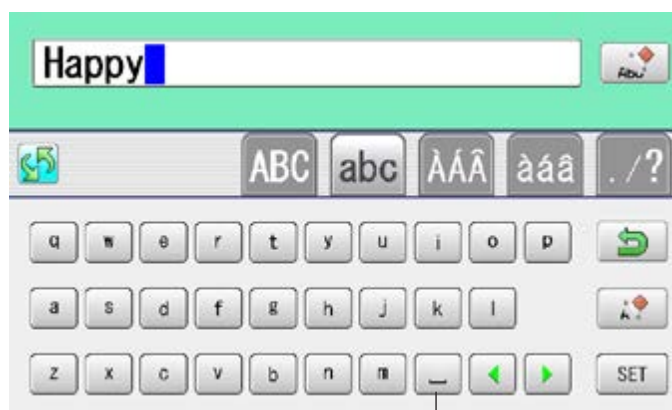 Happy
Abc
ABC abc ÀÁÂ àáâ ./?
q w e r t y u i o p
a s d f g h j k l
A
z x c v b n m _ SET